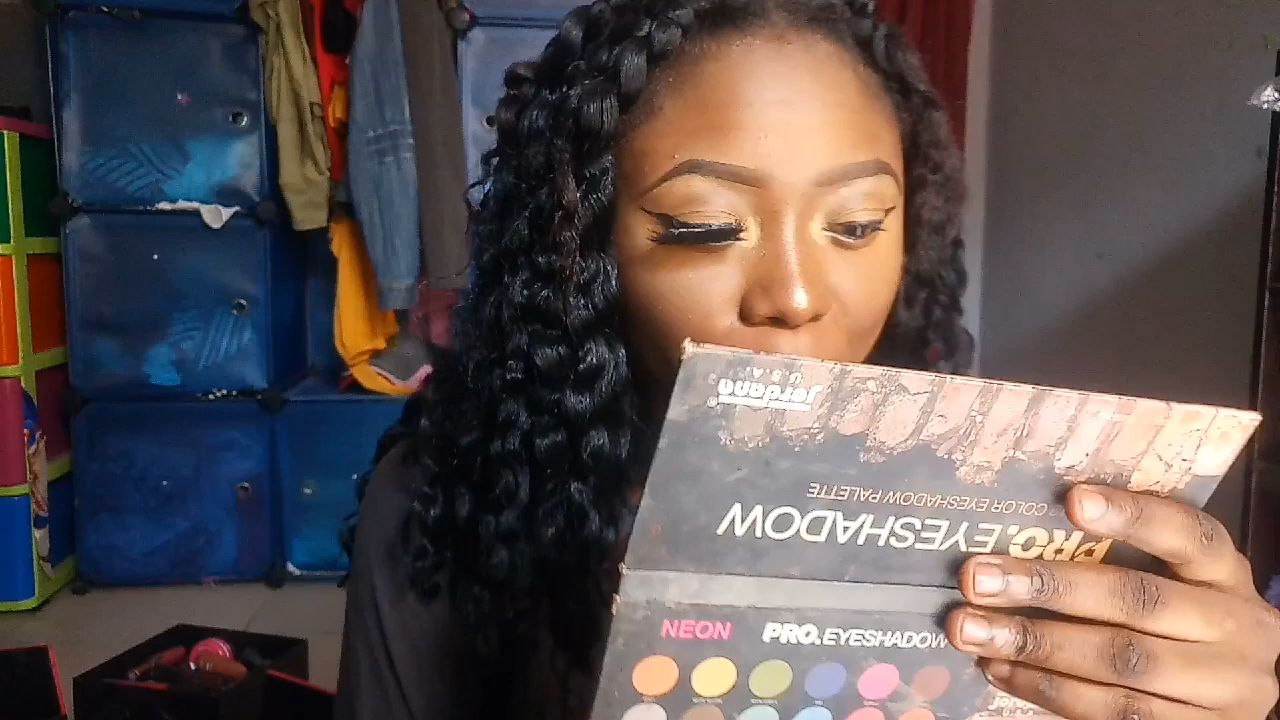 Jordana®
U.S.A
COLOR EYESHADOW PALETTE
PRO. EYESHADOW
NEON PRO. EYESHADOW